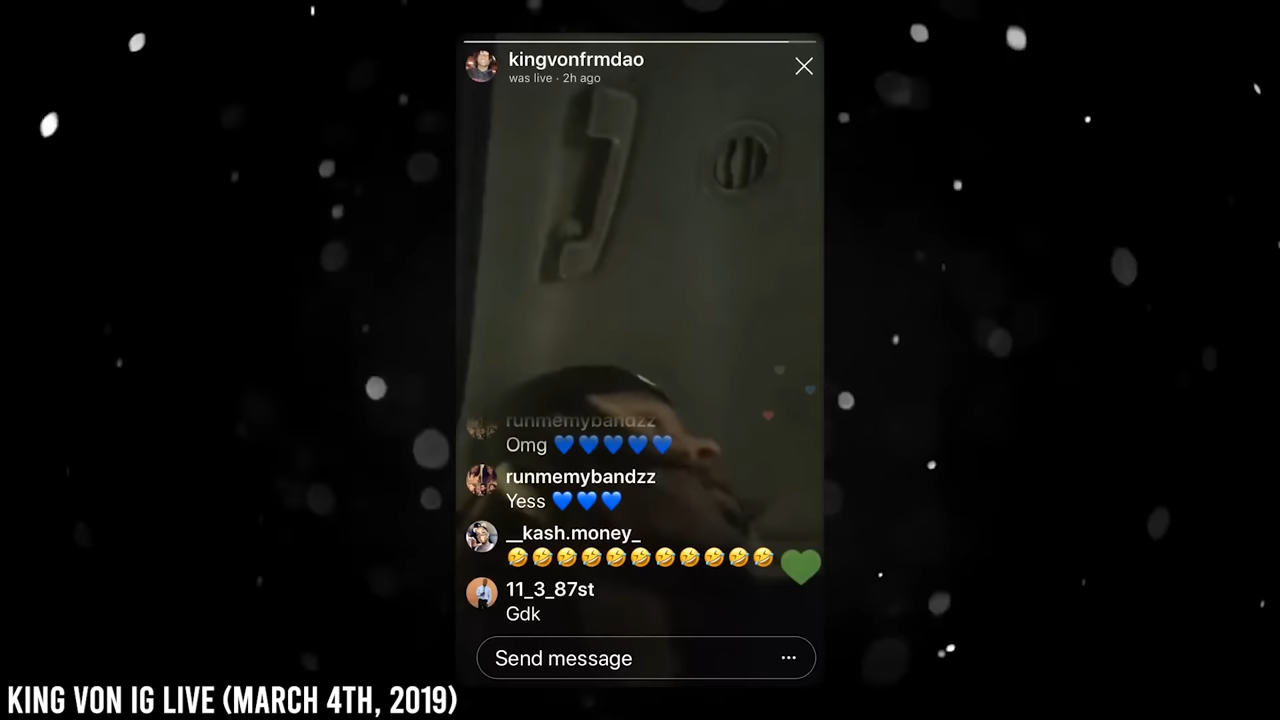 kingvonfrmdao
was live · 2h ago
runmemybandzz
Omg 💙💙💙💙💙
runmemybandzz
Yess 💙💙💙
__kash.money_
🤣🤣🤣🤣🤣🤣🤣🤣🤣🤣🤣
11_3_87st
Gdk
Send message
KING VON IG LIVE (MARCH 4TH, 2019)